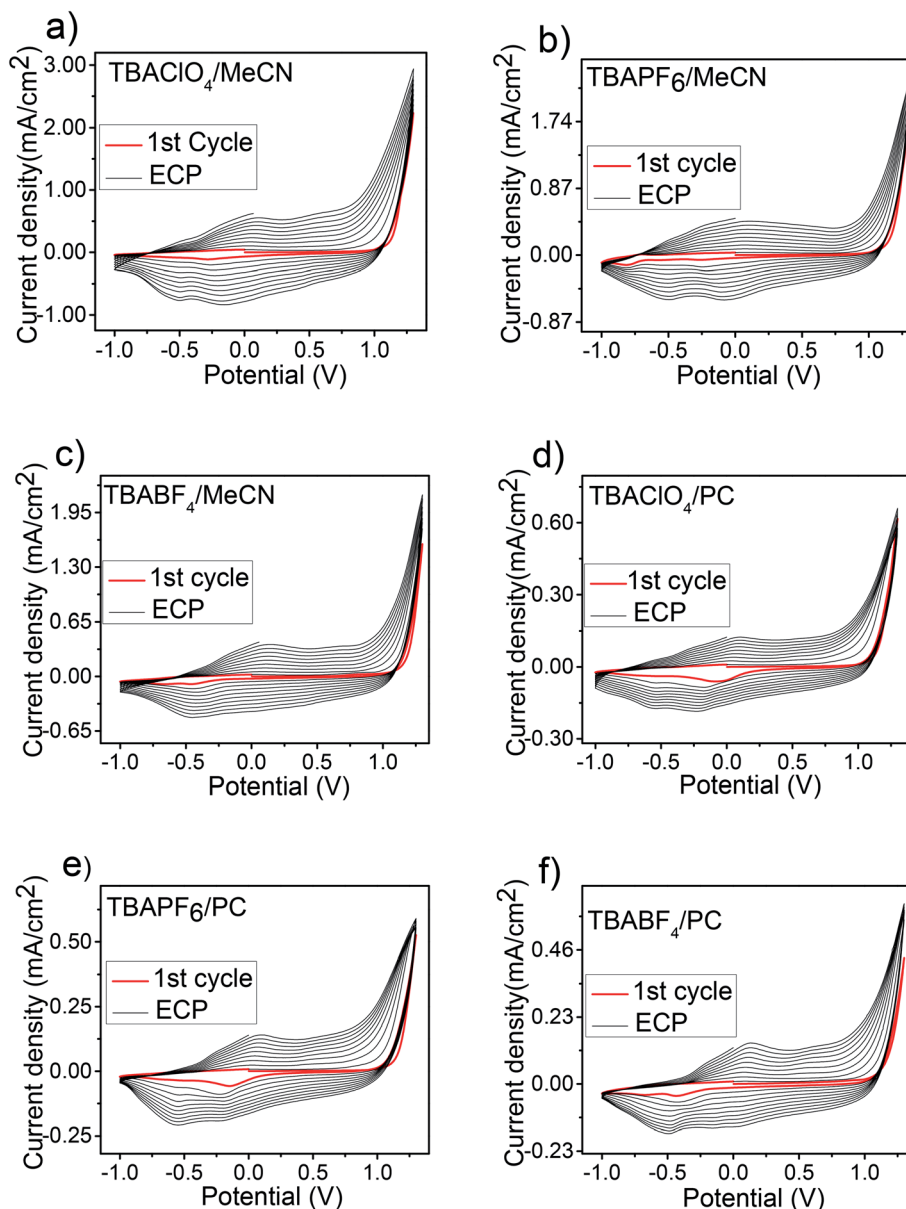 a)
TBAClO4/MeCN
3.00
2.00
1.00
0.00
-1.00
1st Cycle
ECP
Current density(mA/cm2)
-1.0 -0.5 0.0 0.5 1.0
Potential (V)
b)
TBAPF6/MeCN
1.74
0.87
0.00
-0.87
1st cycle
ECP
Current density (mA/cm2)
-1.0 -0.5 0.0 0.5 1.0
Potential (V)
c)
TBABF4/MeCN
1.95
1.30
0.65
0.00
-0.65
1st cycle
ECP
Current density (mA/cm2)
-1.0 -0.5 0.0 0.5 1.0
Potential (V)
d)
TBAClO4/PC
0.60
0.30
0.00
-0.30
1st cycle
ECP
Current density(mA/cm2)
-1.0 -0.5 0.0 0.5 1.0
Potential (V)
e)
TBAPF6/PC
0.50
0.25
0.00
-0.25
1st cycle
ECP
Current density (mA/cm2)
-1.0 -0.5 0.0 0.5 1.0
Potential (V)
f)
TBABF4/PC
0.46
0.23
0.00
-0.23
1st cycle
ECP
Current density(mA/cm2)
-1.0 -0.5 0.0 0.5 1.0
Potential (V)